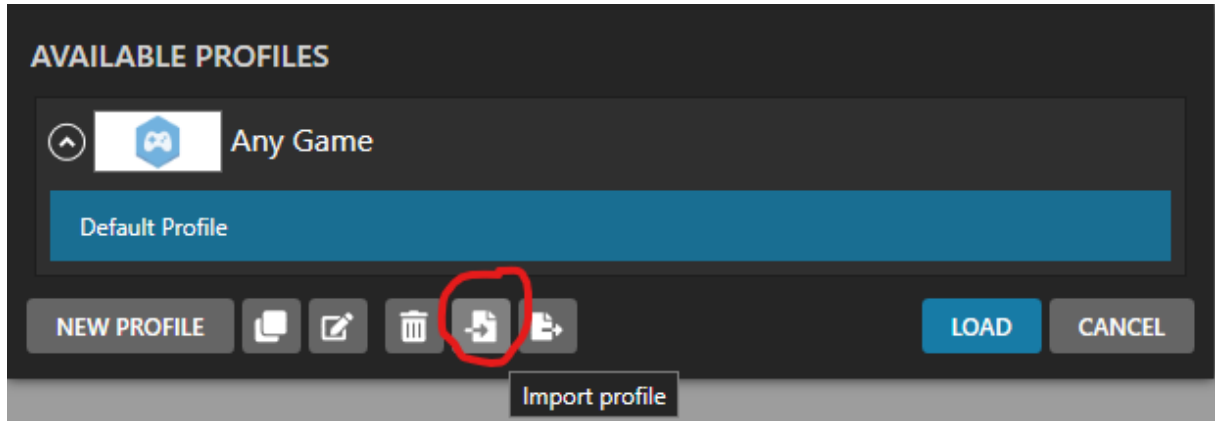 AVAILABLE PROFILES
Any Game
Default Profile
NEW PROFILE LOAD CANCEL
Import profile